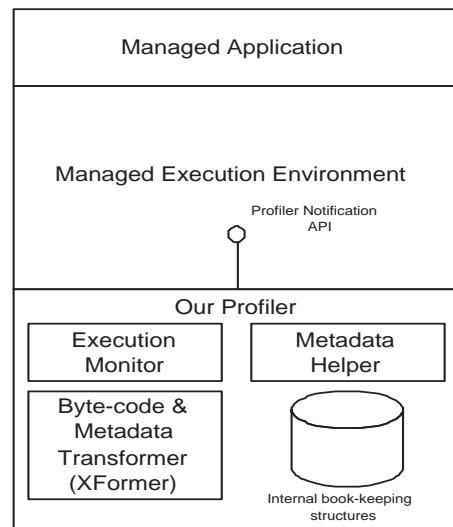 Managed Application
Managed Execution Environment
Profiler Notification
API
Our Profiler
Execution
Monitor
Metadata
Helper
Byte-code &
Metadata
Transformer
(XFormer)
Internal book-keeping
structures